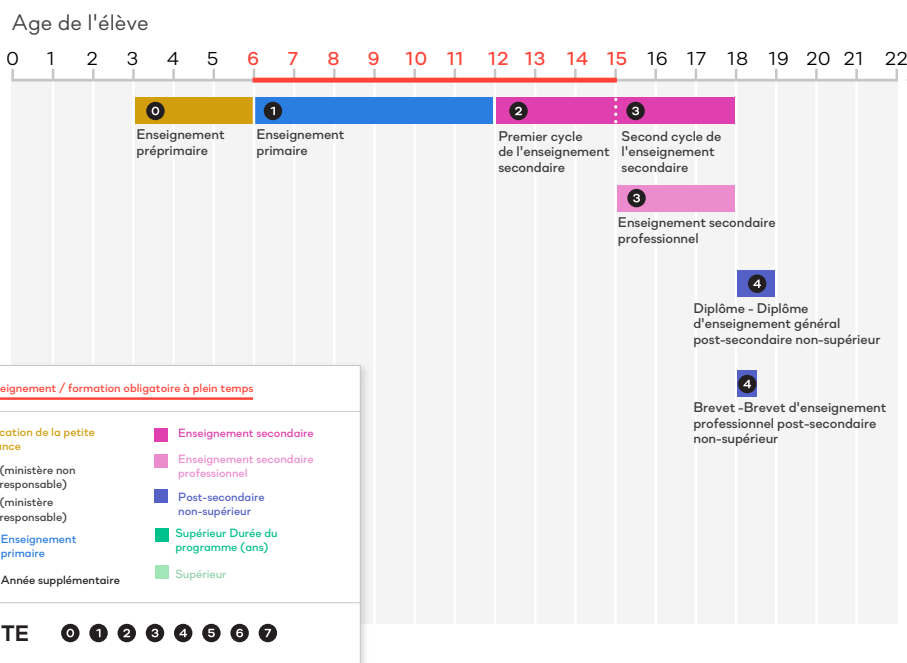 Age de l'élève
0 1 2 3 4 5 6 7 8 9 10 11 12 13 14 15 16 17 18 19 20 21 22
0
1
2
3
Enseignement
préprimaire
Enseignement
primaire
Premier cycle
de l'enseignement
secondaire
Second cycle de
l'enseignement
secondaire
3
Enseignement secondaire
professionnel
4
Diplôme - Diplôme
d'enseignement général
post-secondaire non-supérieur
4
Brevet -Brevet d'enseignement
professionnel post-secondaire
non-supérieur
eignement / formation obligatoire à plein temps
cation de la petite
ance
(ministère non
responsable)
(ministère
responsable)
Enseignement
primaire
Année supplémentaire
Enseignement secondaire
Enseignement secondaire
professionnel
Post-secondaire
non-supérieur
Supérieur Durée du
programme (ans)
Supérieur
TE 0 1 2 3 4 5 6 7